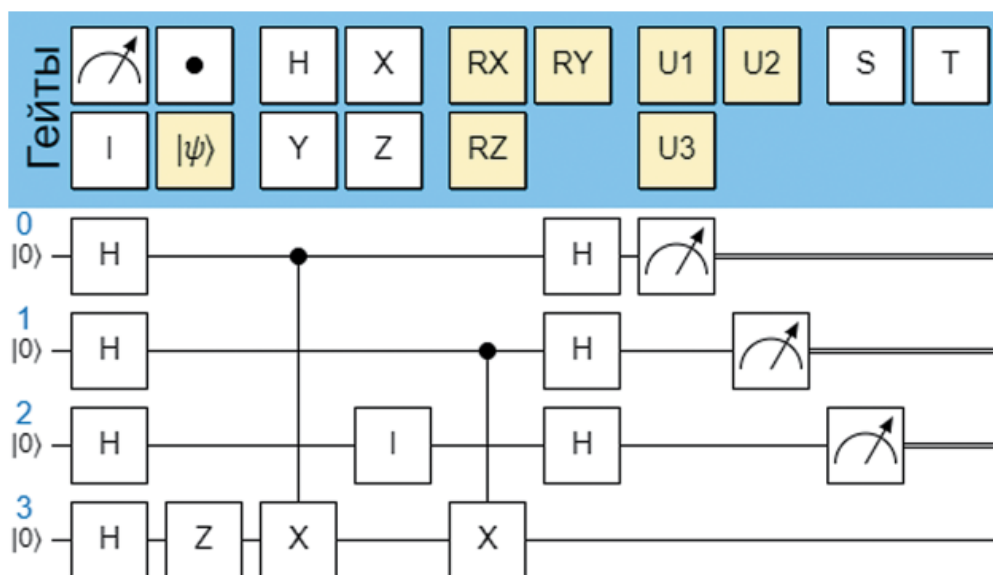 Гейты
H X RX RY U1 U2 S T
I |ψ⟩ Y Z RZ U3
0
|0⟩ H H
1
|0⟩ H H
2
|0⟩ H I H
3
|0⟩ H Z X X